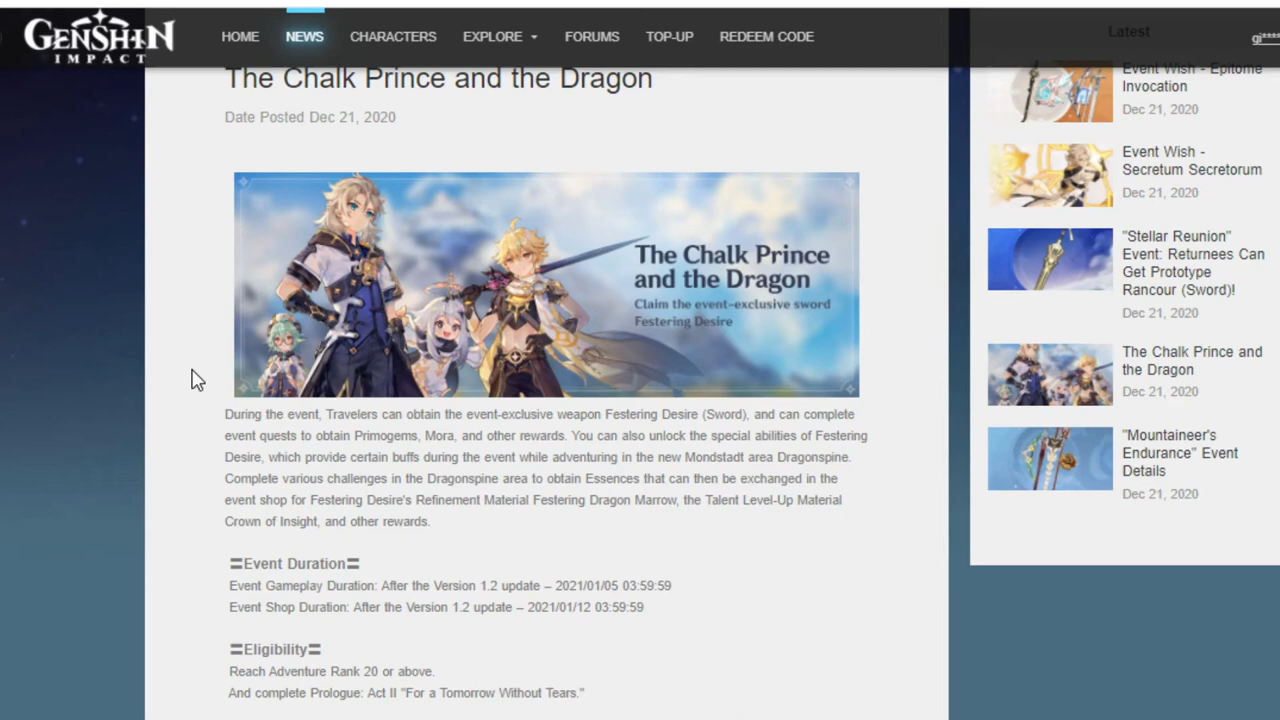 GENSHIN
IMPACT
HOME
NEWS
CHARACTERS
EXPLORE
FORUMS
TOP-UP
REDEEM CODE
gi****
The Chalk Prince and the Dragon
Date Posted Dec 21, 2020
The Chalk Prince
and the Dragon
Claim the event-exclusive sword
Festering Desire
During the event, Travelers can obtain the event-exclusive weapon Festering Desire (Sword), and can complete
event quests to obtain Primogems, Mora, and other rewards. You can also unlock the special abilities of Festering
Desire, which provide certain buffs during the event while adventuring in the new Mondstadt area Dragonspine.
Complete various challenges in the Dragonspine area to obtain Essences that can then be exchanged in the
event shop for Festering Desire's Refinement Material Festering Dragon Marrow, the Talent Level-Up Material
Crown of Insight, and other rewards.
〓Event Duration〓
Event Gameplay Duration: After the Version 1.2 update – 2021/01/05 03:59:59
Event Shop Duration: After the Version 1.2 update – 2021/01/12 03:59:59
〓Eligibility〓
Reach Adventure Rank 20 or above.
And complete Prologue: Act II "For a Tomorrow Without Tears."
Latest
Event Wish - Epitome
Invocation
Dec 21, 2020
Event Wish -
Secretum Secretorum
Dec 21, 2020
"Stellar Reunion"
Event: Returnees Can
Get Prototype
Rancour (Sword)!
Dec 21, 2020
The Chalk Prince and
the Dragon
Dec 21, 2020
"Mountaineer's
Endurance" Event
Details
Dec 21, 2020